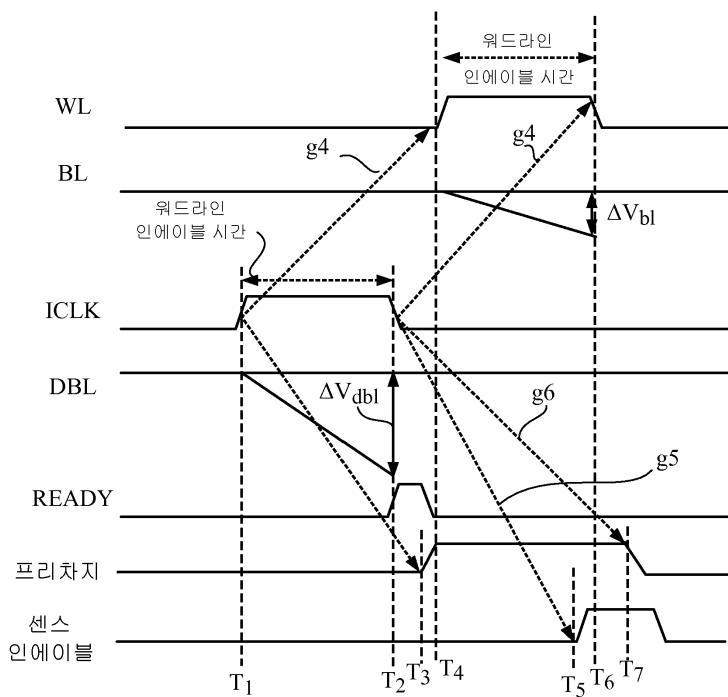 워드라인
인에이블 시간
WL
g4
g4
BL
ΔVbl
워드라인
인에이블 시간
ICLK
DBL
ΔVdbl
g6
g5
READY
프리차지
센스
인에이블
T1 T2 T3 T4 T5 T6 T7